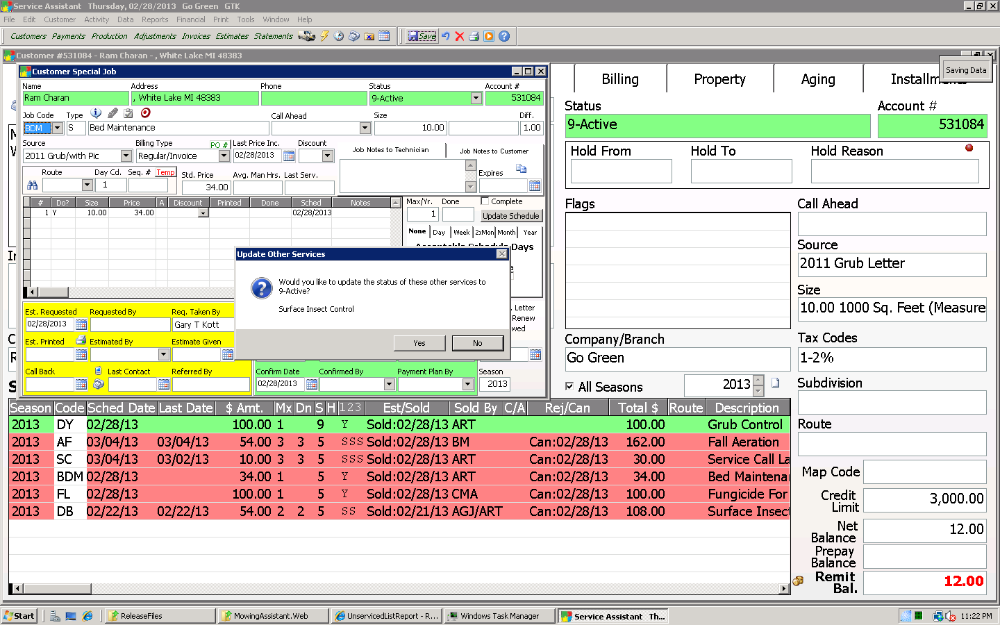 Service Assistant   Thursday, 02/28/2013   Go Green   GTK
File Edit Customer Activity Data Reports Financial Print Tools Window Help
Customers Payments Production Adjustments Invoices Estimates Statements Save
Customer #531084 - Ram Charan - , White Lake MI 48383
Saving Data
Customer Special Job
Name Address Phone Status Account #
Ram Charan , White Lake MI 48383 9-Active 531084
Job Code Type Call Ahead Size Diff.
BDM S Bed Maintenance 10.00 1.00
Source Billing Type PO # Last Price Inc. Discount
2011 Grub/with Pic Regular/Invoice 02/28/2013
Job Notes to Technician Job Notes to Customer
Expires
Route Day Cd. Seq. # Temp Std. Price Avg. Man Hrs. Last Serv.
1 34.00
# Do? Size Price A Discount Printed Done Sched Notes
1 Y 10.00 34.00 02/28/2013
Max/Yr. Done Complete
1 Update Schedule
None Day Week 2xMon Month Year
Update Other Services
Would you like to update the status of these other services to
9-Active?
Surface Insect Control
Yes No
Letter
Renew
Est. Requested Requested By Req. Taken By
02/28/2013 Gary T Kott
Est. Printed Estimated By Estimate Given
Call Back Last Contact Referred By
Confirm Date Confirmed By Payment Plan By Season
02/28/2013 2013
Billing Property Aging
Status Account #
9-Active 531084
Hold From Hold To Hold Reason
Flags
Call Ahead
Source
2011 Grub Letter
Size
10.00 1000 Sq. Feet (Measure
Company/Branch
Go Green
Tax Codes
1-2%
All Seasons 2013
Subdivision
Route
Map Code
Credit Limit 3,000.00
Net Balance 12.00
Prepay Balance
Remit Bal. 12.00
Season Code Sched Date Last Date $ Amt. Mx Dn S H 123 Est/Sold Sold By C/A Rej/Can Total $ Route Description
2013 DY 02/28/13 100.00 1 9 Y Sold:02/28/13 ART 100.00 Grub Control
2013 AF 03/04/13 03/04/13 54.00 3 3 5 SSS Sold:02/28/13 BM Can:02/28/13 162.00 Fall Aeration
2013 SC 03/04/13 03/02/13 10.00 3 3 5 SSS Sold:02/28/13 ART Can:02/28/13 30.00 Service Call La
2013 BDM 02/28/13 34.00 1 5 Y Sold:02/28/13 ART Can:02/28/13 34.00 Bed Maintenar
2013 FL 02/28/13 100.00 1 5 Y Sold:02/28/13 CMA Can:02/28/13 100.00 Fungicide For
2013 DB 02/22/13 02/22/13 54.00 2 2 5 SS Sold:02/21/13 AGJ/ART Can:02/28/13 108.00 Surface Insect
Start ReleaseFiles MowingAssistant.Web UnservicedListReport - R... Windows Task Manager Service Assistant Th... 11:22 PM